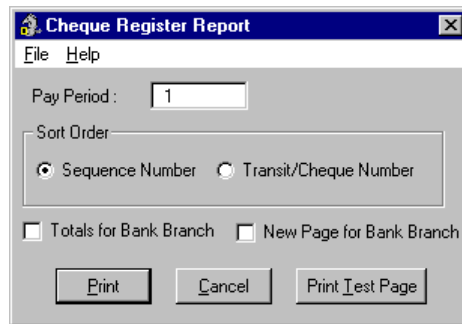 Cheque Register Report
File Help
Pay Period : 1
Sort Order
Sequence Number Transit/Cheque Number
Totals for Bank Branch New Page for Bank Branch
Print Cancel Print Test Page